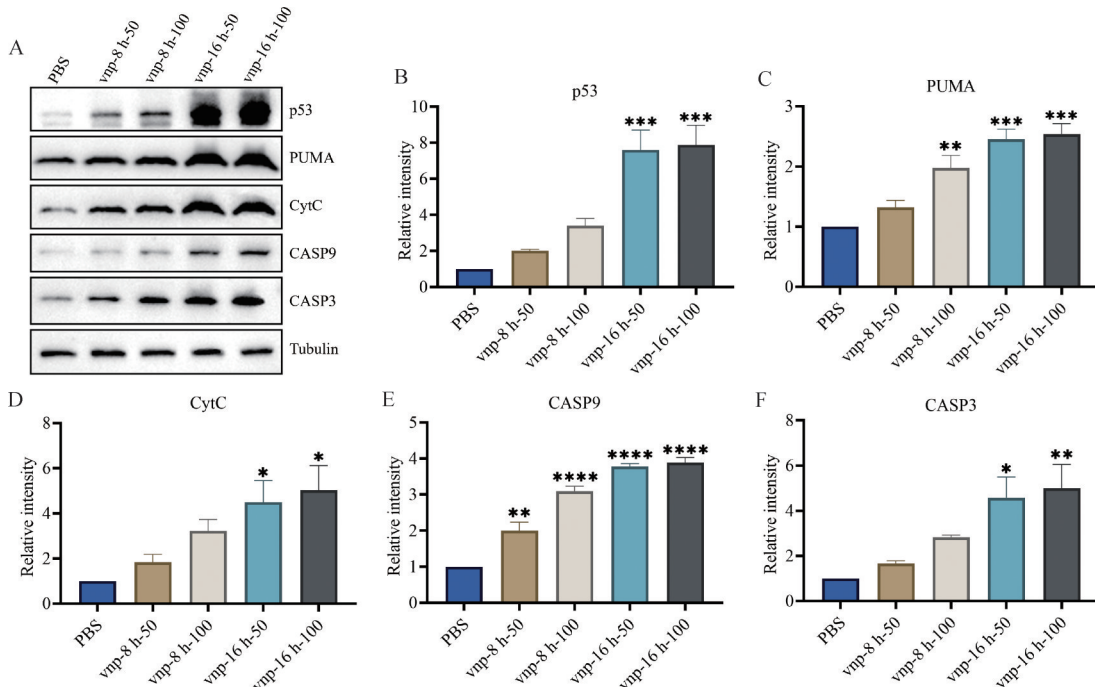 A
PBS
vnp-8 h-50
vnp-8 h-100
vnp-16 h-50
vnp-16 h-100
p53
PUMA
CytC
CASP9
CASP3
Tubulin
B
p53
Relative intensity
10
8
6
4
2
0
***
***
PBS
vnp-8 h-50
vnp-8 h-100
vnp-16 h-50
vnp-16 h-100
C
PUMA
Relative intensity
3
2
1
0
**
***
***
PBS
vnp-8 h-50
vnp-8 h-100
vnp-16 h-50
vnp-16 h-100
D
CytC
Relative intensity
8
6
4
2
0
*
*
PBS
vnp-8 h-50
vnp-8 h-100
vnp-16 h-50
vnp-16 h-100
E
CASP9
Relative intensity
5
4
3
2
1
0
**
****
****
****
PBS
vnp-8 h-50
vnp-8 h-100
vnp-16 h-50
vnp-16 h-100
F
CASP3
Relative intensity
8
6
4
2
0
*
**
PBS
vnp-8 h-50
vnp-8 h-100
vnp-16 h-50
vnp-16 h-100